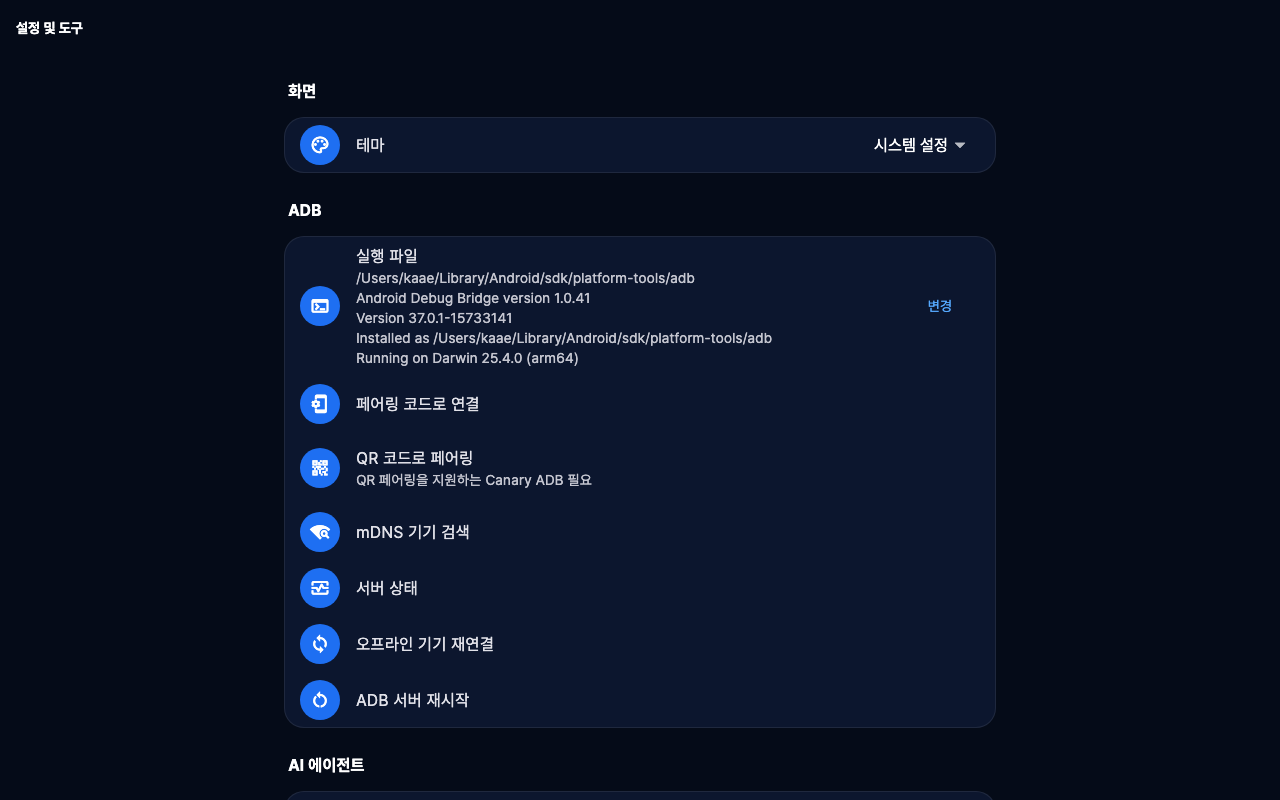 설정 및 도구
화면
테마
시스템 설정
ADB
실행 파일
/Users/kaae/Library/Android/sdk/platform-tools/adb
Android Debug Bridge version 1.0.41
Version 37.0.1-15733141
Installed as /Users/kaae/Library/Android/sdk/platform-tools/adb
Running on Darwin 25.4.0 (arm64)
변경
페어링 코드로 연결
QR 코드로 페어링
QR 페어링을 지원하는 Canary ADB 필요
mDNS 기기 검색
서버 상태
오프라인 기기 재연결
ADB 서버 재시작
AI 에이전트